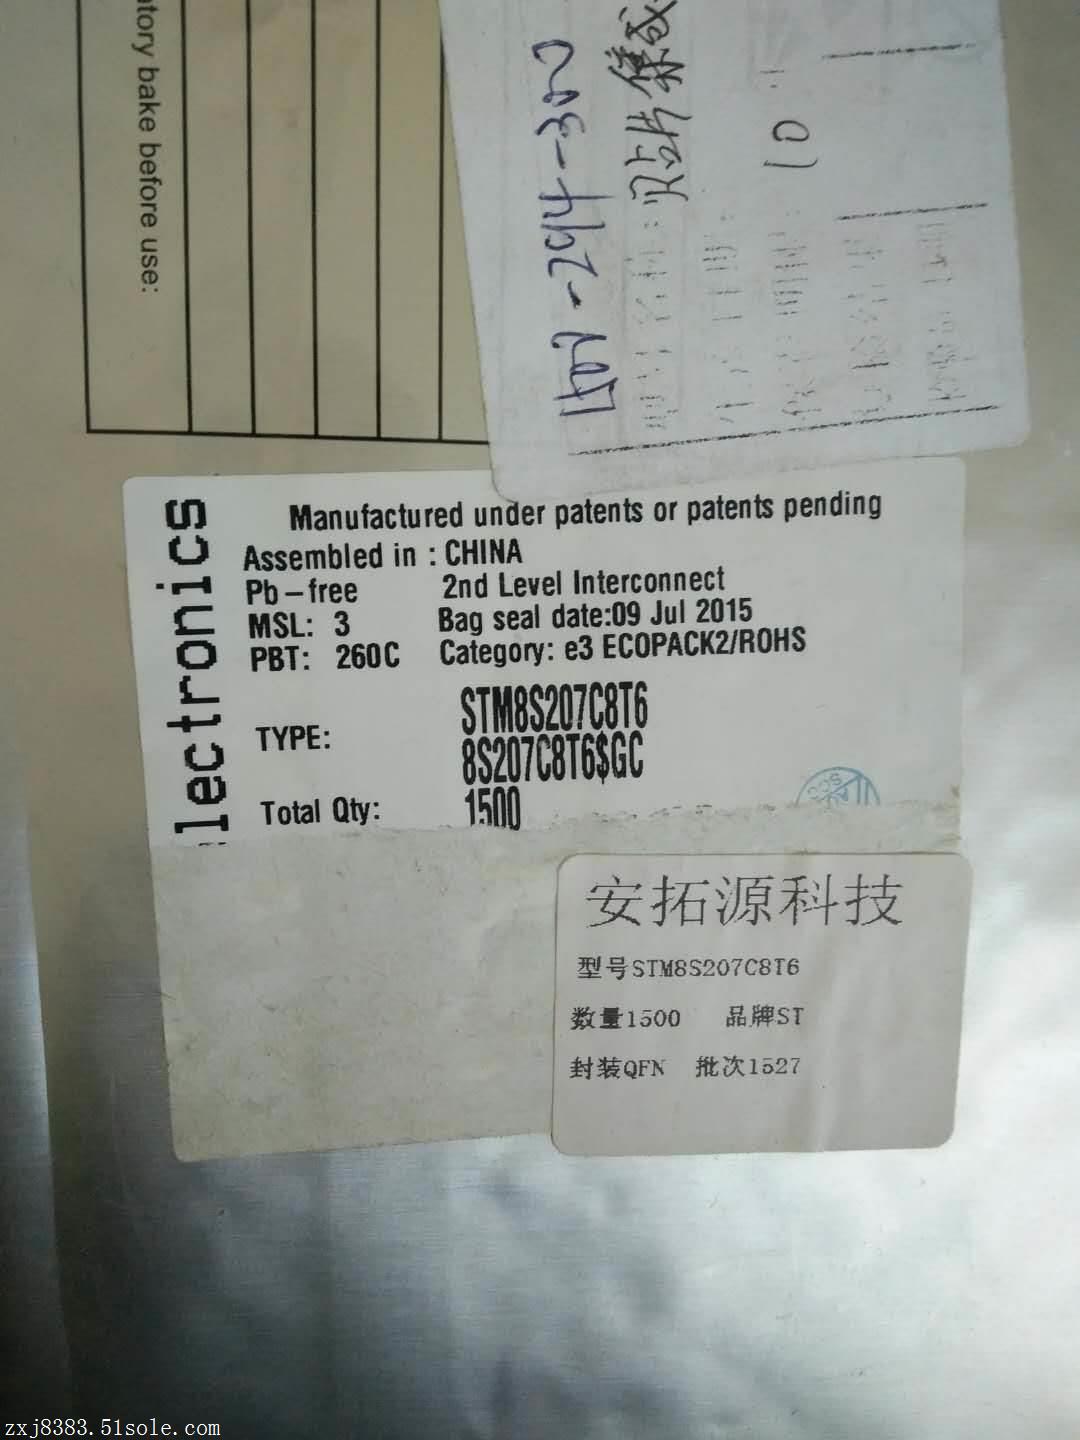 atory bake before use:
01
Manufactured under patents or patents pending
Assembled in : CHINA
Pb-free 2nd Level Interconnect
MSL: 3 Bag seal date:09 Jul 2015
PBT: 260C Category: e3 ECOPACK2/ROHS
TYPE: STM8S207C8T6
8S207C8T6$GC
Total Qty: 1500
electronics
安拓源科技
型号STM8S207C8T6
数量1500 品牌ST
封装QFN 批次1527
zxj8383.51sole.com